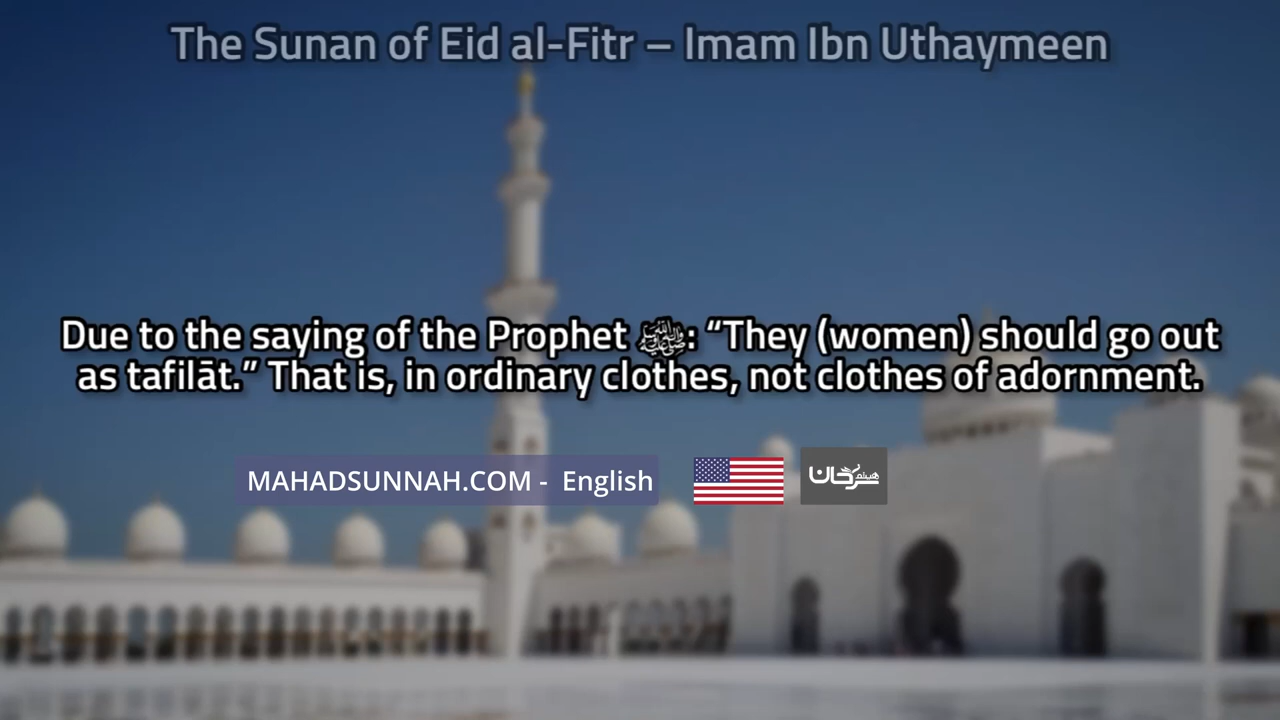 The Sunan of Eid al-Fitr – Imam Ibn Uthaymeen
Due to the saying of the Prophet ﷺ: “They (women) should go out
as tafilāt.” That is, in ordinary clothes, not clothes of adornment.
MAHADSUNNAH.COM - English